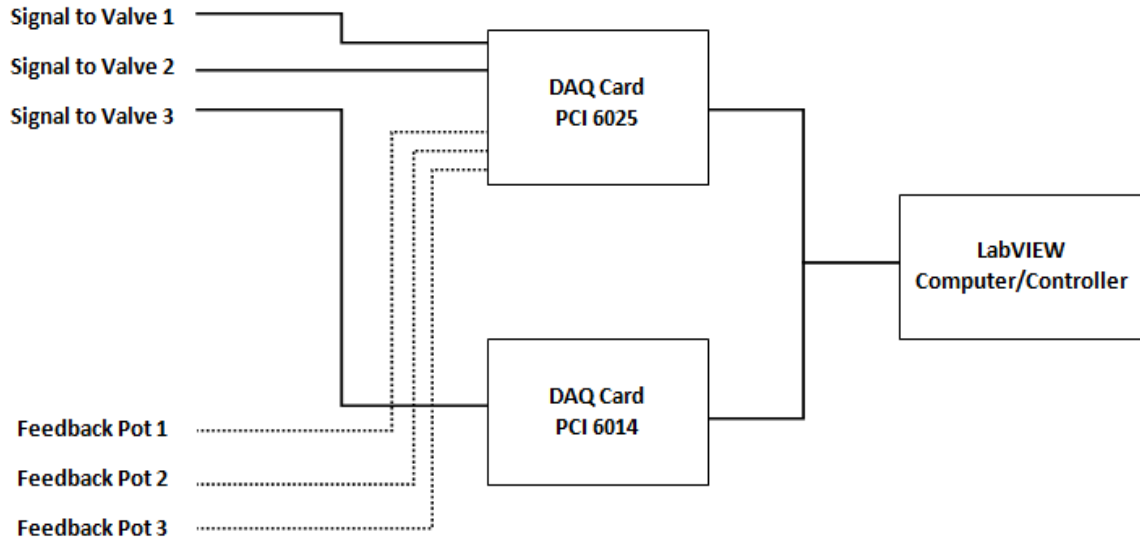 Signal to Valve 1
Signal to Valve 2
Signal to Valve 3
DAQ Card
PCI 6025
LabVIEW
Computer/Controller
DAQ Card
PCI 6014
Feedback Pot 1
Feedback Pot 2
Feedback Pot 3